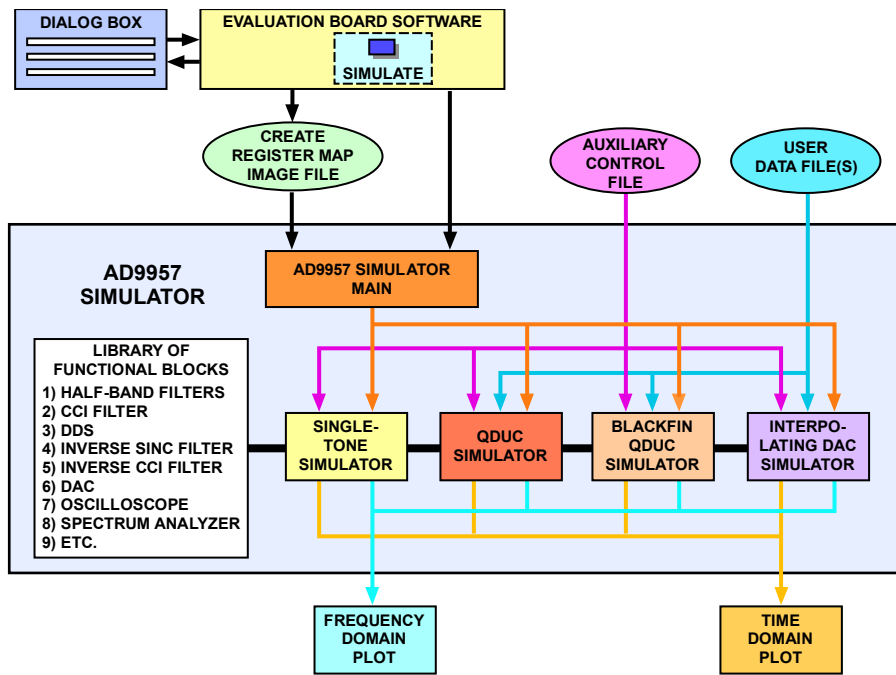 DIALOG BOX
EVALUATION BOARD SOFTWARE
SIMULATE
CREATE
REGISTER MAP
IMAGE FILE
AUXILIARY
CONTROL
FILE
USER
DATA FILE(S)
AD9957
SIMULATOR
AD9957 SIMULATOR
MAIN
LIBRARY OF
FUNCTIONAL BLOCKS
1) HALF-BAND FILTERS
2) CCI FILTER
3) DDS
4) INVERSE SINC FILTER
5) INVERSE CCI FILTER
6) DAC
7) OSCILLOSCOPE
8) SPECTRUM ANALYZER
9) ETC.
SINGLE-
TONE
SIMULATOR
QDUC
SIMULATOR
BLACKFIN
QDUC
SIMULATOR
INTERPO-
LATING DAC
SIMULATOR
FREQUENCY
DOMAIN
PLOT
TIME
DOMAIN
PLOT